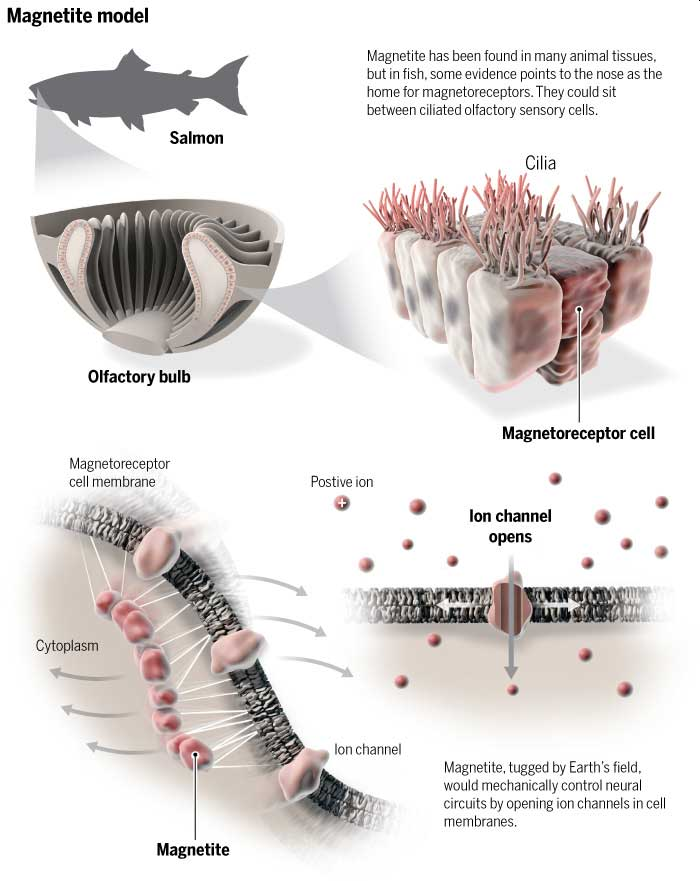 Magnetite model
Magnetite has been found in many animal tissues,
but in fish, some evidence points to the nose as the
home for magnetoreceptors. They could sit
between ciliated olfactory sensory cells.
Salmon
Cilia
Olfactory bulb
Magnetoreceptor cell
Magnetoreceptor
cell membrane
Postive ion
+
Ion channel
opens
Cytoplasm
Ion channel
Magnetite, tugged by Earth’s field,
would mechanically control neural
circuits by opening ion channels in cell
membranes.
Magnetite